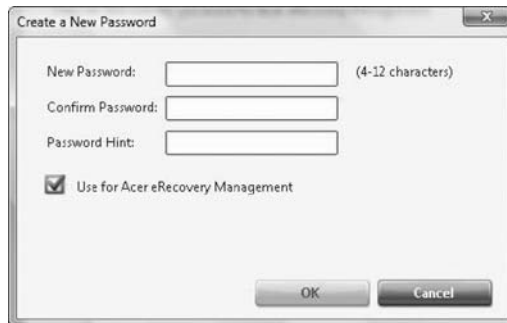 Create a New Password
New Password: (4-12 characters)
Confirm Password:
Password Hint:
Use for Acer eRecovery Management
OK Cancel